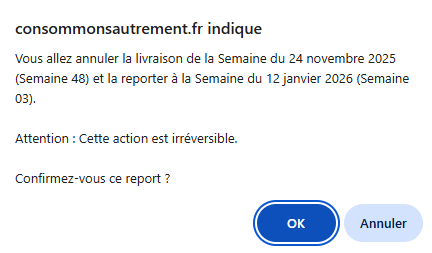 consommonsautrement.fr indique
Vous allez annuler la livraison de la Semaine du 24 novembre 2025
(Semaine 48) et la reporter à la Semaine du 12 janvier 2026 (Semaine
03).
Attention : Cette action est irréversible.
Confirmez-vous ce report ?
OK
Annuler